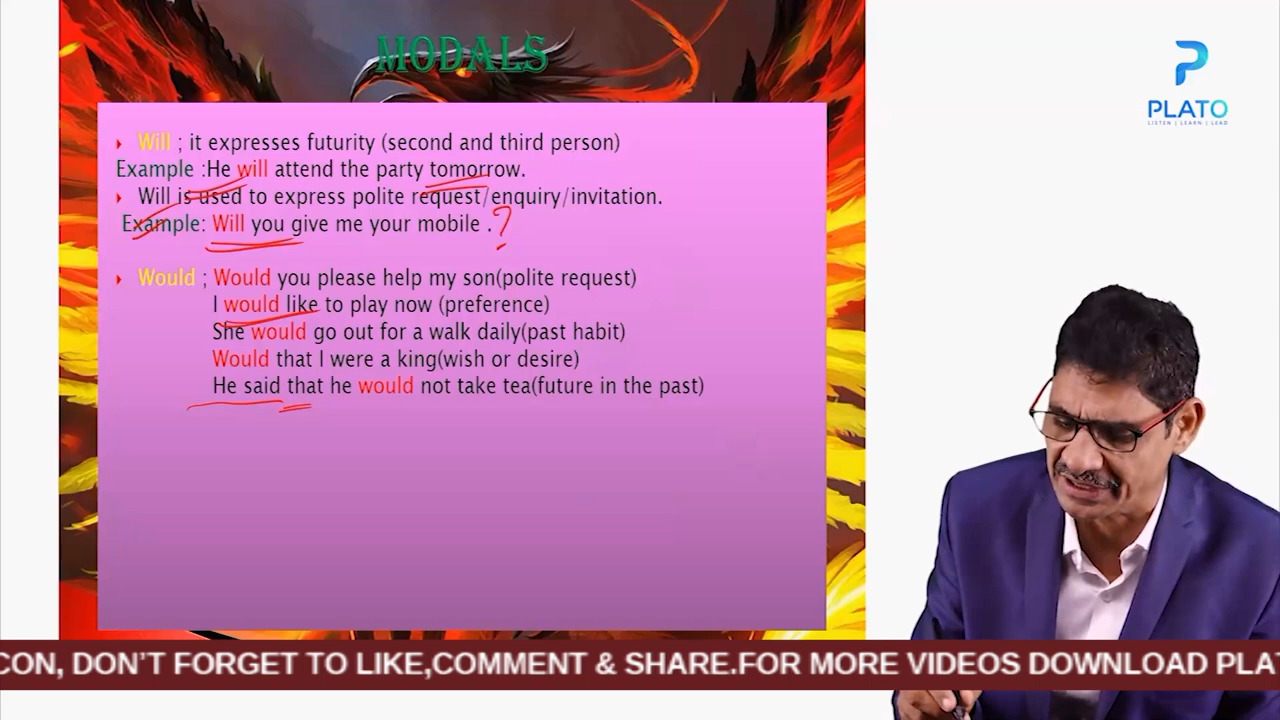 MODALS
Will ; it expresses futurity (second and third person)
Example :He will attend the party tomorrow.
Will is used to express polite request/enquiry/invitation.
Example: Will you give me your mobile . ?
Would ; Would you please help my son(polite request)
I would like to play now (preference)
She would go out for a walk daily(past habit)
Would that I were a king(wish or desire)
He said that he would not take tea(future in the past)
PLATO
LISTEN | LEARN | LEAD
CON, DON'T FORGET TO LIKE,COMMENT & SHARE.FOR MORE VIDEOS DOWNLOAD PLAT